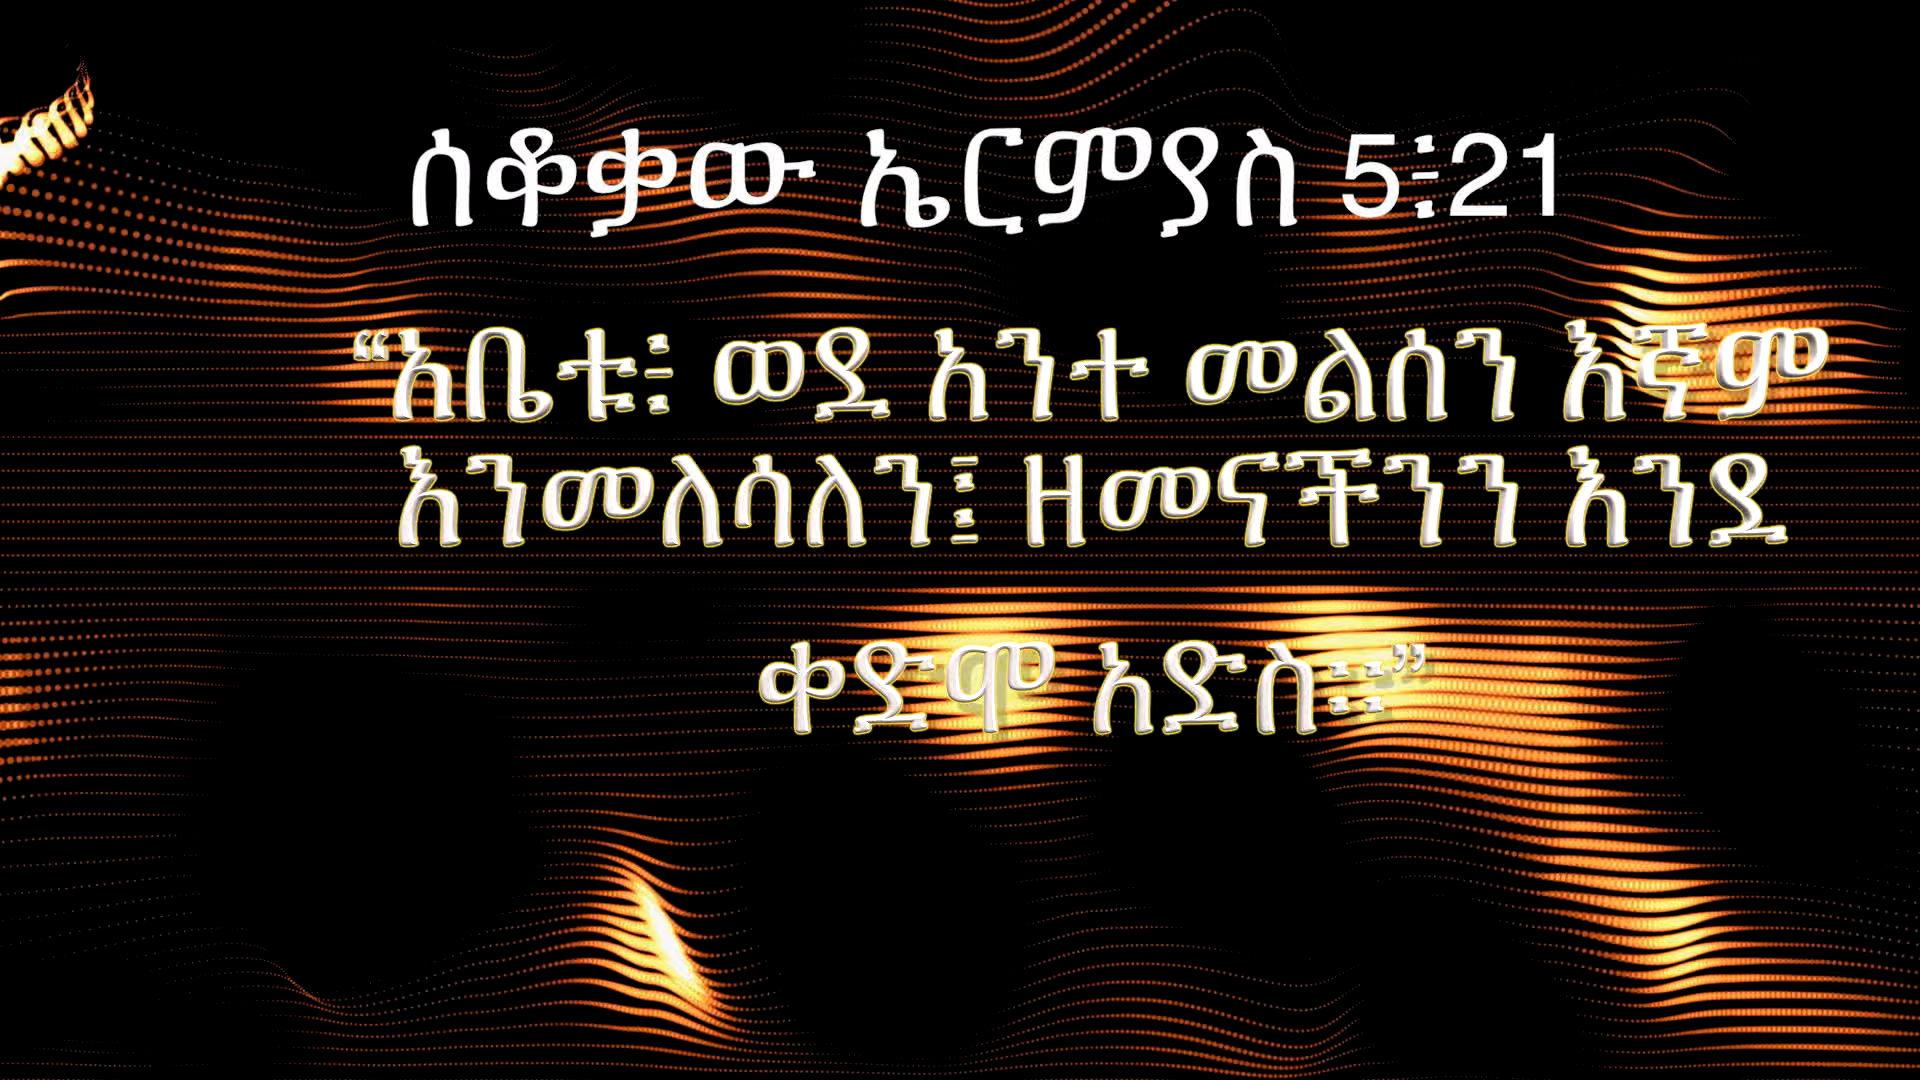 ሰቆቃው ኤርምያስ 5፥21
“አቤቱ፥ ወደ አንተ መልሰን እኛም
እንመለሳለን፤ ዘመናችንን እንደ
ቀድሞ አድስ።”